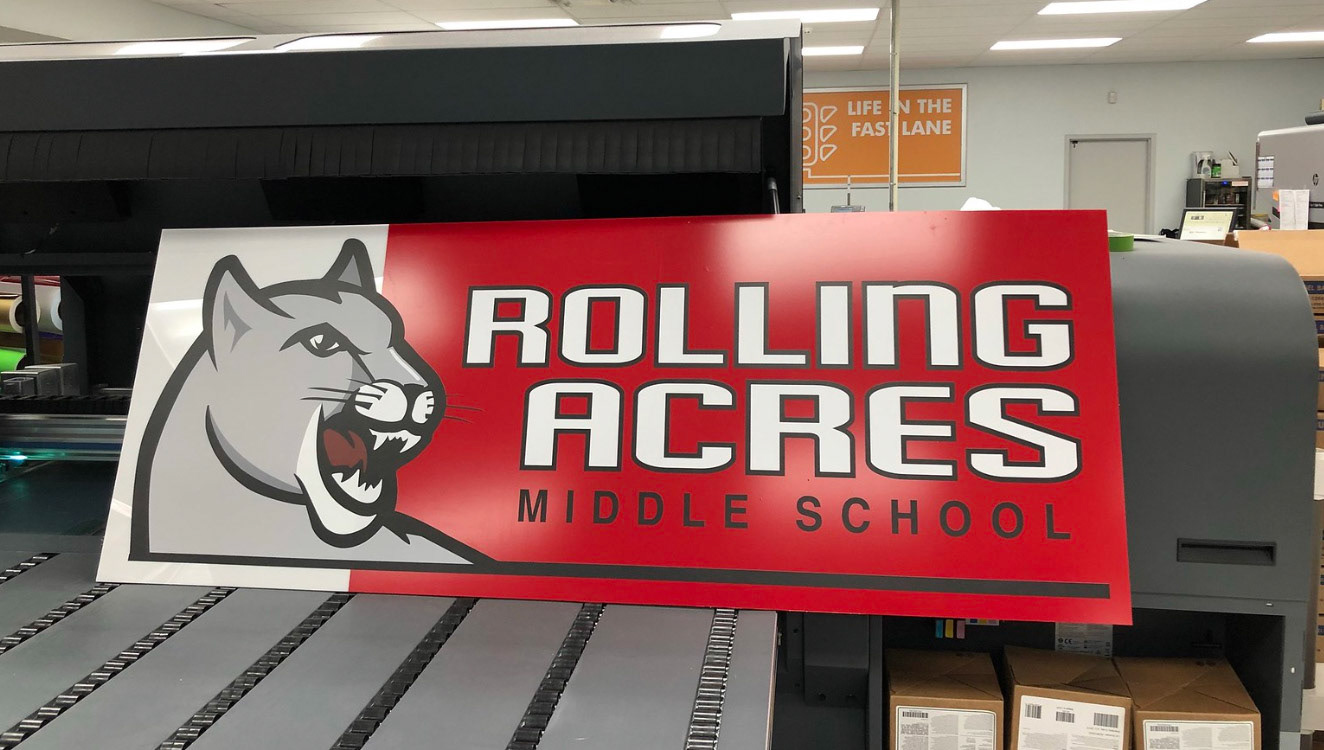 LIFE IN THE
FAST LANE
ROLLING
ACRES
MIDDLE SCHOOL